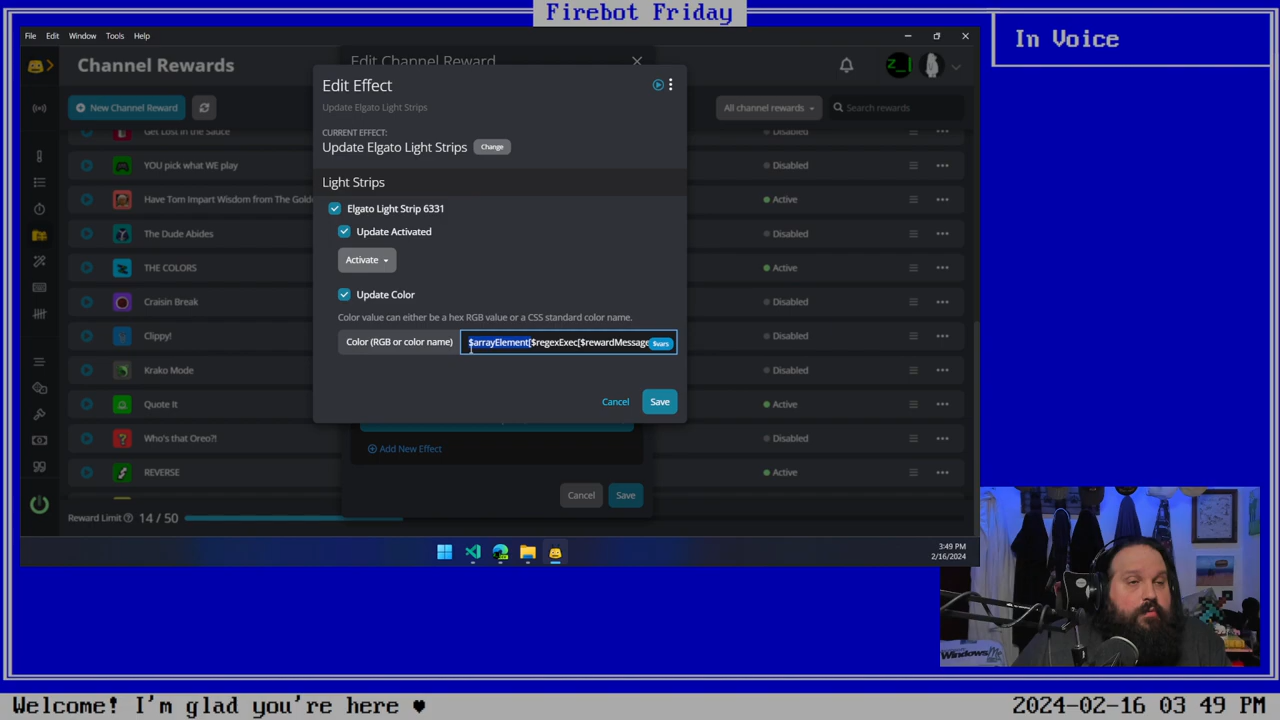 Firebot Friday
In Voice
File Edit Window Tools Help
Channel Rewards
Edit Channel Reward
New Channel Reward
All channel rewards
Search rewards
Get Lost in the Sauce
Disabled
YOU pick what WE play
Disabled
Have Tom Impart Wisdom from The Gold
Active
The Dude Abides
Disabled
THE COLORS
Active
Craisin Break
Disabled
Clippy!
Disabled
Krako Mode
Disabled
Quote It
Active
Who's that Oreo?!
Disabled
REVERSE
Active
Reward Limit 14 / 50
Edit Effect
Update Elgato Light Strips
CURRENT EFFECT:
Update Elgato Light Strips Change
Light Strips
Elgato Light Strip 6331
Update Activated
Activate
Update Color
Color value can either be a hex RGB value or a CSS standard color name.
Color (RGB or color name) $arrayElement[$regexExec[$rewardMessage $vars
Cancel Save
Add New Effect
Cancel Save
3:49 PM
2/16/2024
Windows
Welcome! I'm glad you're here ♥
2024-02-16 03 49 PM